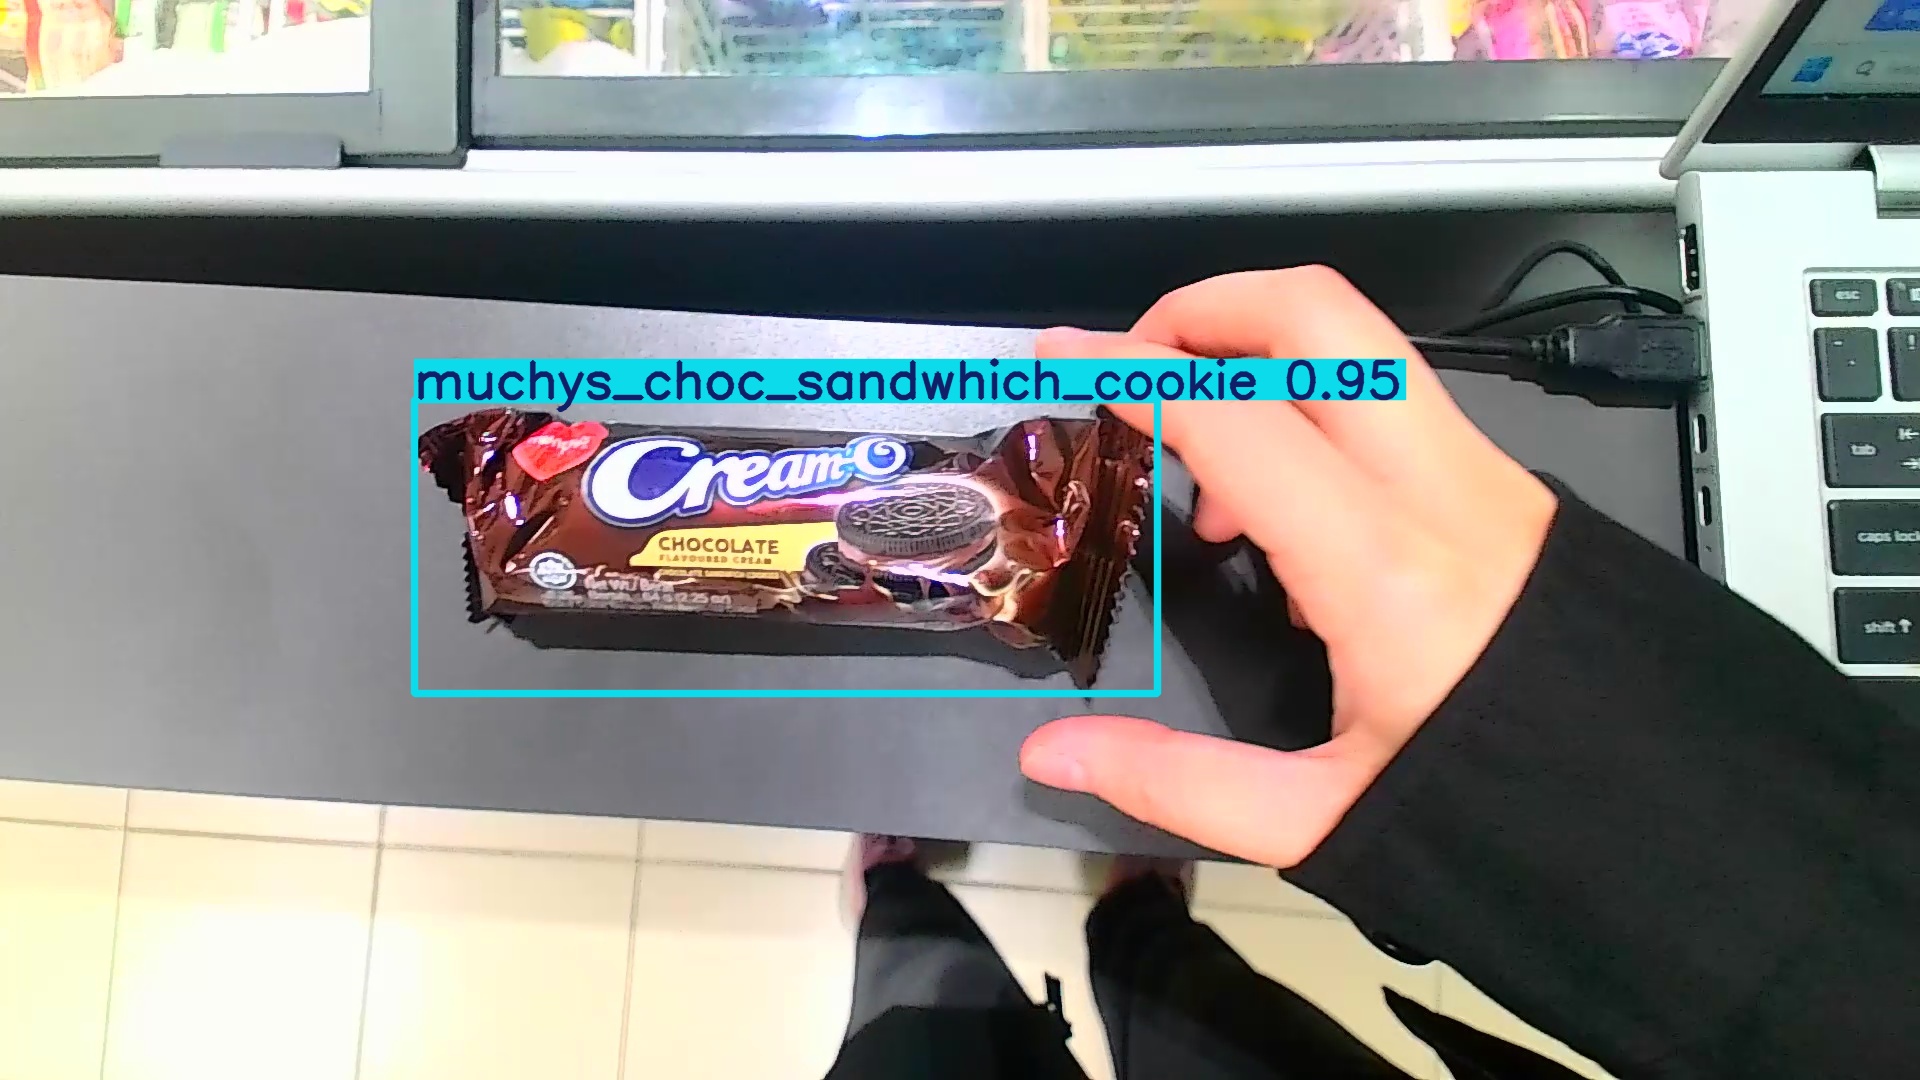 muchys_choc_sandwhich_cookie 0.95
Cream-O
CHOCOLATE
FLAVOURED CREAM
esc
tab
caps lock
shift